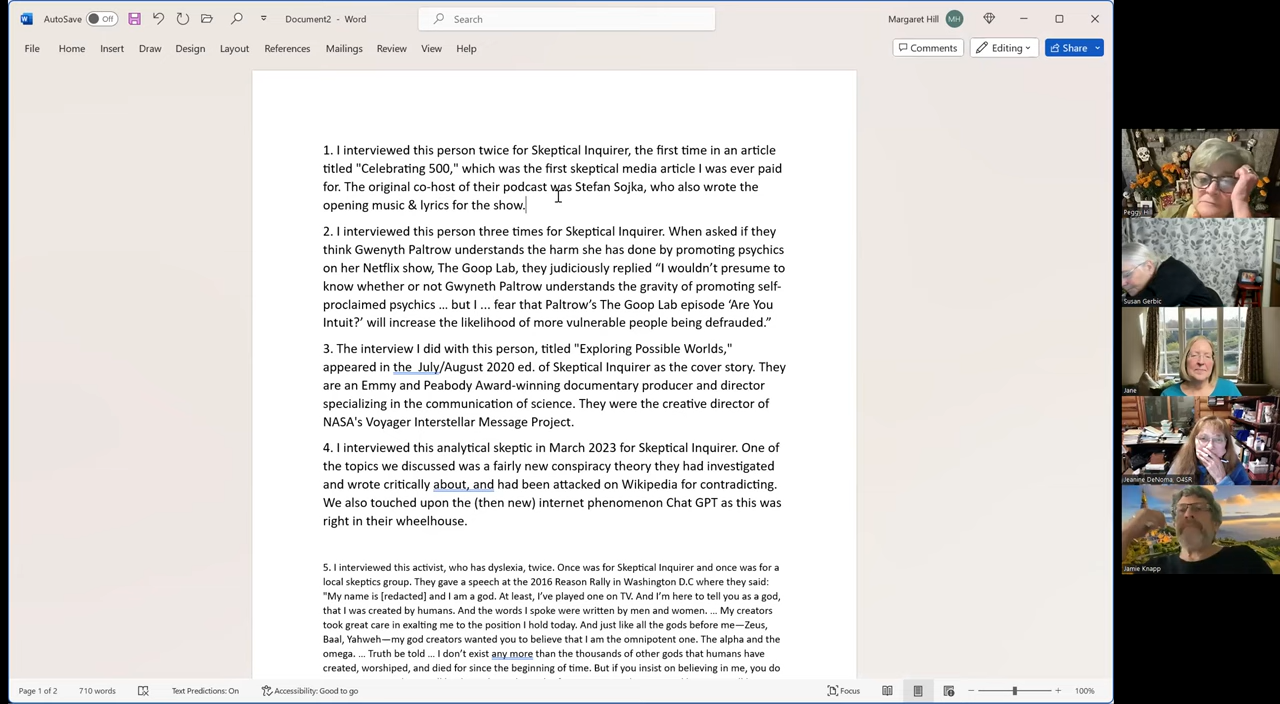 AutoSave Off Document2 - Word Search Margaret Hill MH
File Home Insert Draw Design Layout References Mailings Review View Help Comments Editing Share
1. I interviewed this person twice for Skeptical Inquirer, the first time in an article
titled "Celebrating 500," which was the first skeptical media article I was ever paid
for. The original co-host of their podcast was Stefan Sojka, who also wrote the
opening music & lyrics for the show.
2. I interviewed this person three times for Skeptical Inquirer. When asked if they
think Gwenyth Paltrow understands the harm she has done by promoting psychics
on her Netflix show, The Goop Lab, they judiciously replied “I wouldn’t presume to
know whether or not Gwyneth Paltrow understands the gravity of promoting self-
proclaimed psychics … but I ... fear that Paltrow’s The Goop Lab episode ‘Are You
Intuit?’ will increase the likelihood of more vulnerable people being defrauded.”
3. The interview I did with this person, titled "Exploring Possible Worlds,"
appeared in the July/August 2020 ed. of Skeptical Inquirer as the cover story. They
are an Emmy and Peabody Award-winning documentary producer and director
specializing in the communication of science. They were the creative director of
NASA's Voyager Interstellar Message Project.
4. I interviewed this analytical skeptic in March 2023 for Skeptical Inquirer. One of
the topics we discussed was a fairly new conspiracy theory they had investigated
and wrote critically about, and had been attacked on Wikipedia for contradicting.
We also touched upon the (then new) internet phenomenon Chat GPT as this was
right in their wheelhouse.
5. I interviewed this activist, who has dyslexia, twice. Once was for Skeptical Inquirer and once was for a
local skeptics group. They gave a speech at the 2016 Reason Rally in Washington D.C where they said:
"My name is [redacted] and I am a god. At least, I’ve played one on TV. And I’m here to tell you as a god,
that I was created by humans. And the words I spoke were written by men and women. … My creators
took great care in exalting me to the position I hold today. And just like all the gods before me—Zeus,
Baal, Yahweh—my god creators wanted you to believe that I am the omnipotent one. The alpha and the
omega. … Truth be told … I don’t exist any more than the thousands of other gods that humans have
created, worshiped, and died for since the beginning of time. But if you insist on believing in me, you do
Page 1 of 2 710 words Text Predictions: On Accessibility: Good to go Focus 100%
Peggy Hill
Susan Gerbic
Jane
Jeanine DeNoma O4SR
Jamie Knapp